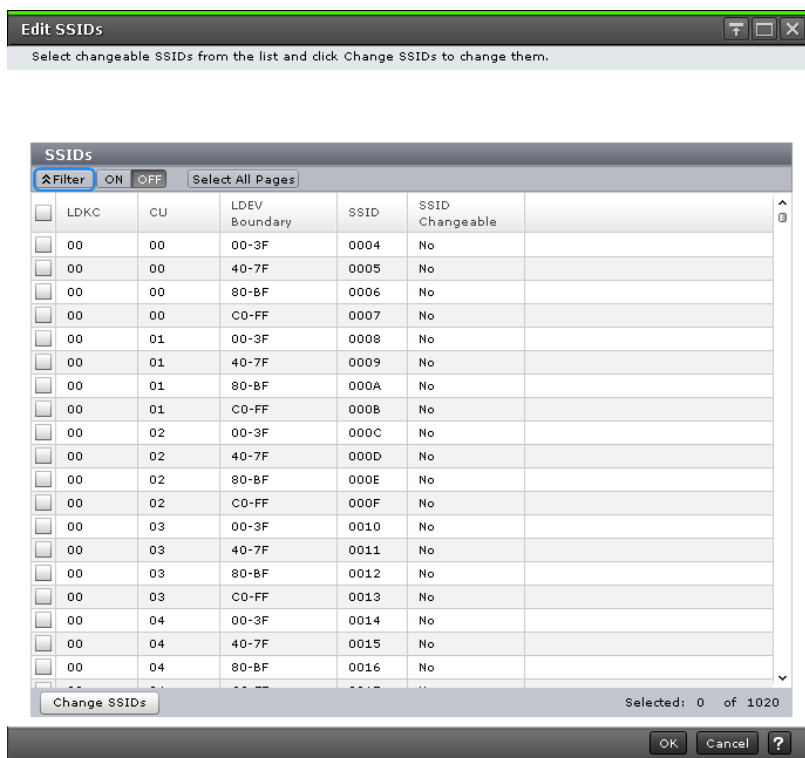 Edit SSIDs
Select changeable SSIDs from the list and click Change SSIDs to change them.
SSIDs
Filter ON OFF Select All Pages
LDKC CU LDEV Boundary SSID SSID Changeable
00 00 00-3F 0004 No
00 00 40-7F 0005 No
00 00 80-BF 0006 No
00 00 C0-FF 0007 No
00 01 00-3F 0008 No
00 01 40-7F 0009 No
00 01 80-BF 000A No
00 01 C0-FF 000B No
00 02 00-3F 000C No
00 02 40-7F 000D No
00 02 80-BF 000E No
00 02 C0-FF 000F No
00 03 00-3F 0010 No
00 03 40-7F 0011 No
00 03 80-BF 0012 No
00 03 C0-FF 0013 No
00 04 00-3F 0014 No
00 04 40-7F 0015 No
00 04 80-BF 0016 No
Change SSIDs Selected: 0 of 1020
OK Cancel ?